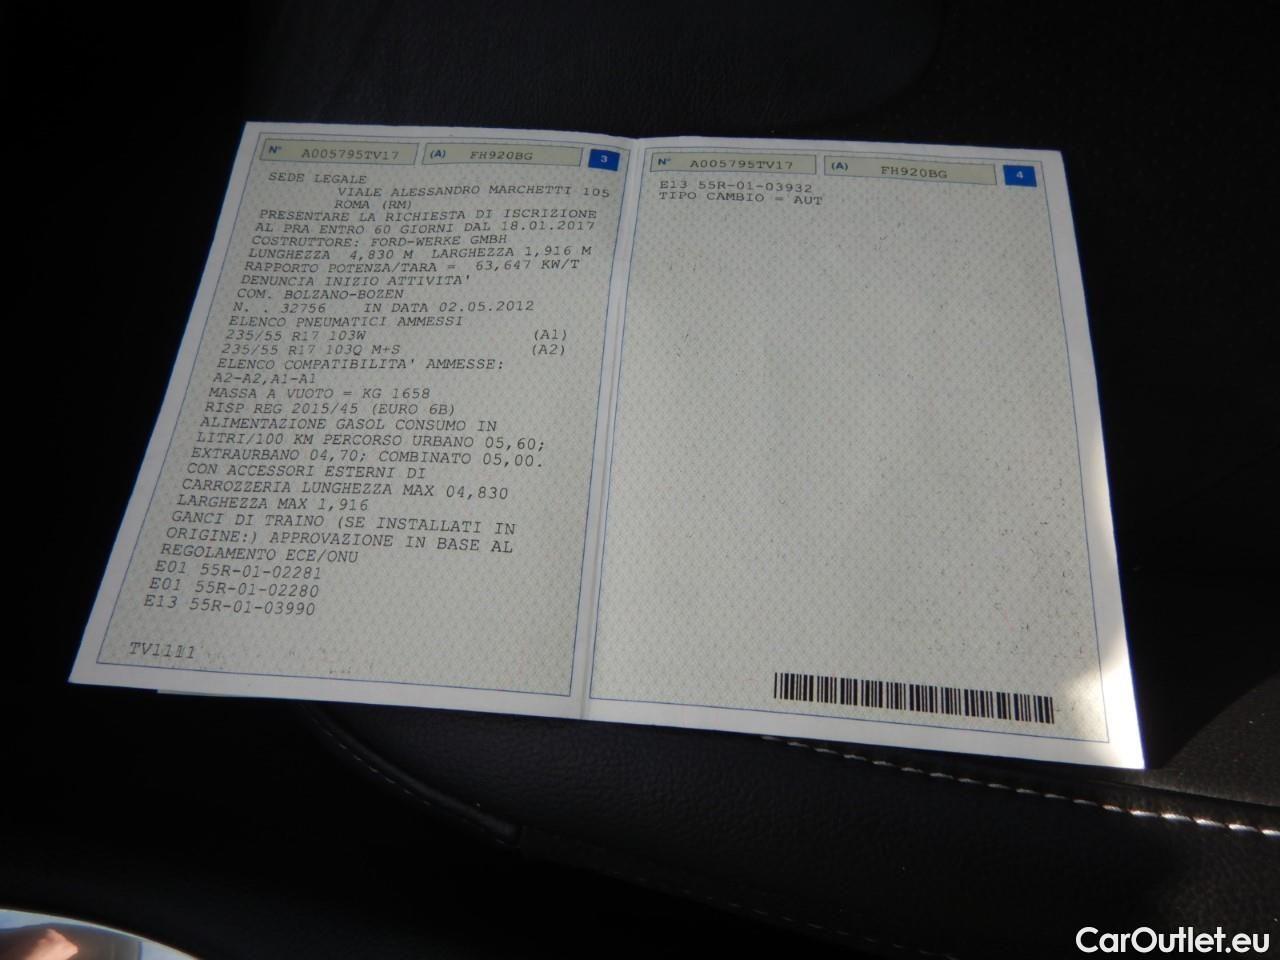 N° A005795TV17 (A) FH920BG 3
SEDE LEGALE
VIALE ALESSANDRO MARCHETTI 105
ROMA (RM)
PRESENTARE LA RICHIESTA DI ISCRIZIONE
AL PRA ENTRO 60 GIORNI DAL 18.01.2017
COSTRUTTORE: FORD-WERKE GMBH
LUNGHEZZA 4,830 M LARGHEZZA 1,916 M
RAPPORTO POTENZA/TARA = 63,647 KW/T
DENUNCIA INIZIO ATTIVITA'
COM. BOLZANO-BOZEN
N. . 32756 IN DATA 02.05.2012
ELENCO PNEUMATICI AMMESSI
235/55 R17 103W (A1)
235/55 R17 103Q M+S (A2)
ELENCO COMPATIBILITA' AMMESSE:
A2-A2,A1-A1
MASSA A VUOTO = KG 1658
RISP REG 2015/45 (EURO 6B)
ALIMENTAZIONE GASOL CONSUMO IN
LITRI/100 KM PERCORSO URBANO 05,60;
EXTRAURBANO 04,70; COMBINATO 05,00.
CON ACCESSORI ESTERNI DI
CARROZZERIA LUNGHEZZA MAX 04,830
LARGHEZZA MAX 1,916
GANCI DI TRAINO (SE INSTALLATI IN
ORIGINE:) APPROVAZIONE IN BASE AL
REGOLAMENTO ECE/ONU
E01 55R-01-02281
E01 55R-01-02280
E13 55R-01-03990
N° A005795TV17 (A) FH920BG 4
E13 55R-01-03932
TIPO CAMBIO = AUT
CarOutlet.eu